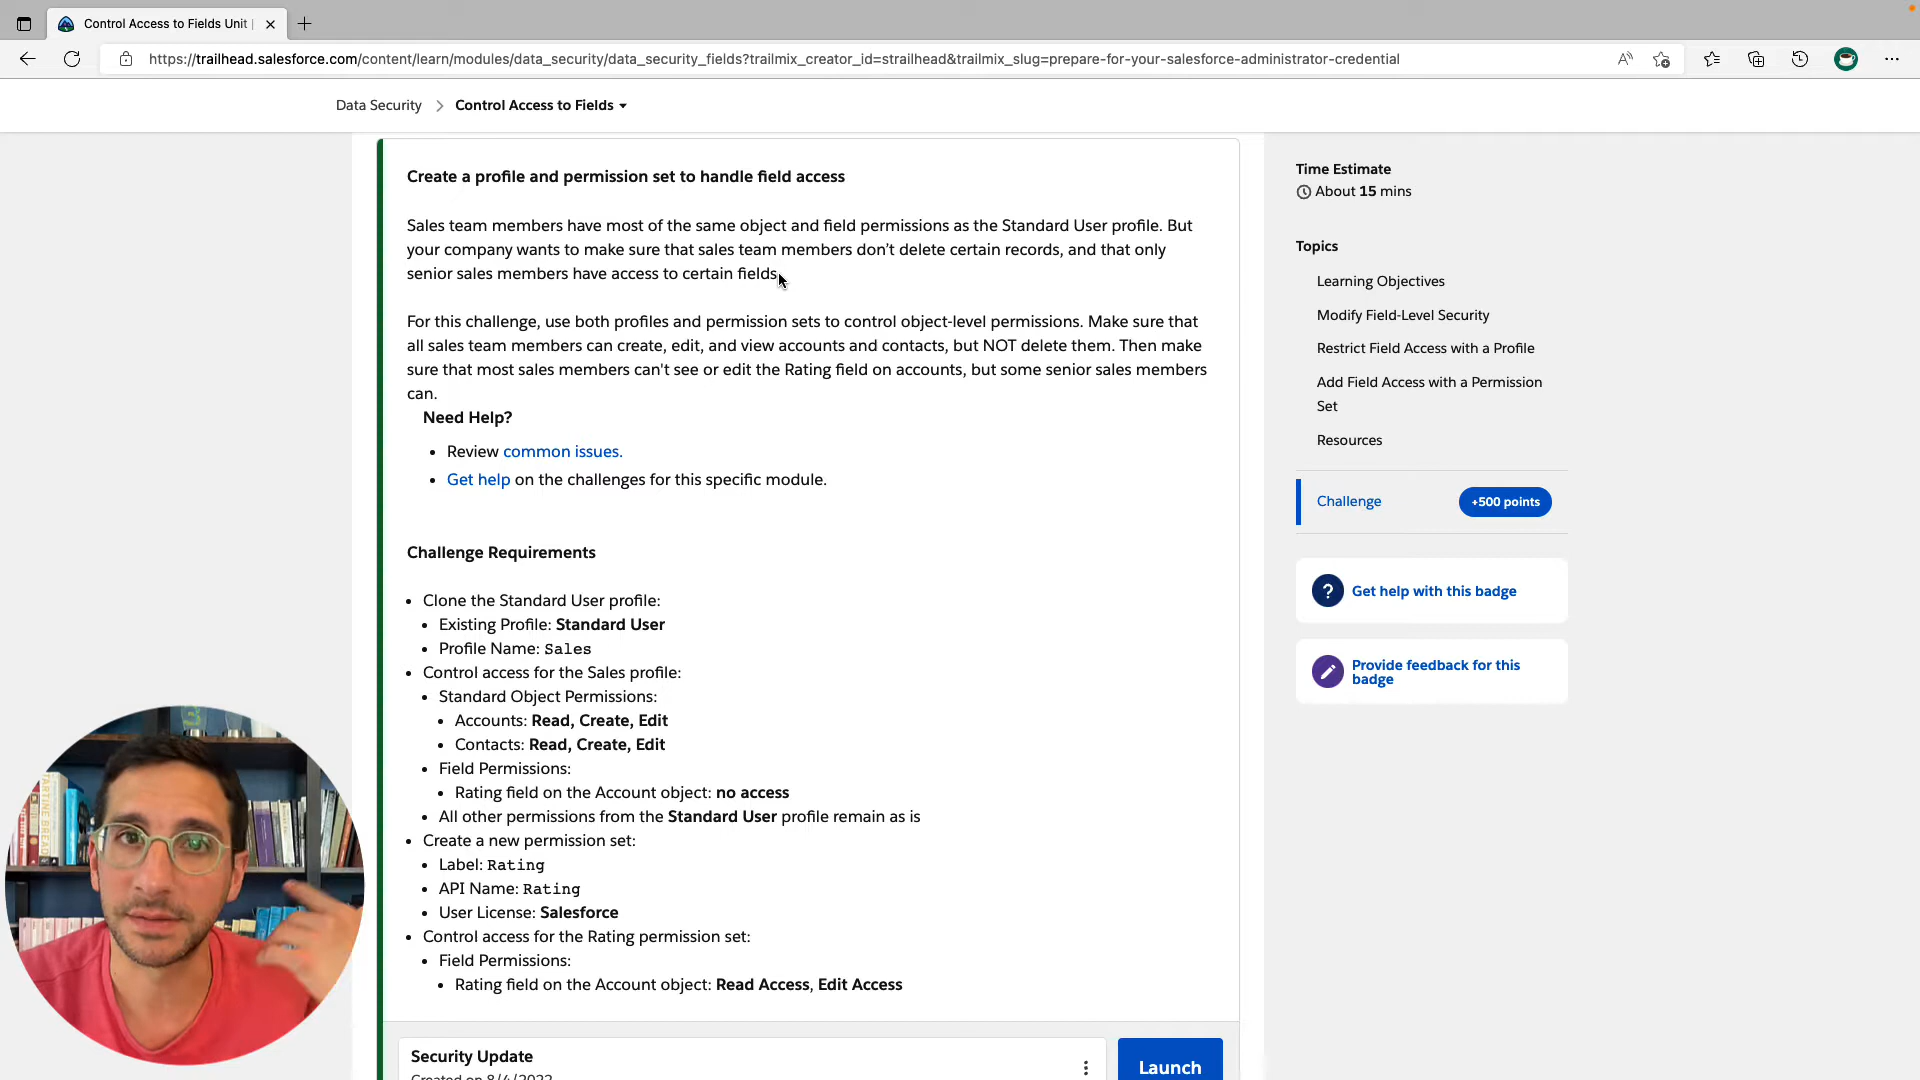 Control Access to Fields Unit |
https://trailhead.salesforce.com/content/learn/modules/data_security/data_security_fields?trailmix_creator_id=strailhead&trailmix_slug=prepare-for-your-salesforce-administrator-credential
Data Security > Control Access to Fields
Create a profile and permission set to handle field access
Sales team members have most of the same object and field permissions as the Standard User profile. But
your company wants to make sure that sales team members don’t delete certain records, and that only
senior sales members have access to certain fields.
For this challenge, use both profiles and permission sets to control object-level permissions. Make sure that
all sales team members can create, edit, and view accounts and contacts, but NOT delete them. Then make
sure that most sales members can't see or edit the Rating field on accounts, but some senior sales members
can.
Need Help?
• Review common issues.
• Get help on the challenges for this specific module.
Challenge Requirements
• Clone the Standard User profile:
• Existing Profile: Standard User
• Profile Name: Sales
• Control access for the Sales profile:
• Standard Object Permissions:
• Accounts: Read, Create, Edit
• Contacts: Read, Create, Edit
• Field Permissions:
• Rating field on the Account object: no access
• All other permissions from the Standard User profile remain as is
• Create a new permission set:
• Label: Rating
• API Name: Rating
• User License: Salesforce
• Control access for the Rating permission set:
• Field Permissions:
• Rating field on the Account object: Read Access, Edit Access
Security Update
Created on 8/4/2022
Launch
Time Estimate
About 15 mins
Topics
Learning Objectives
Modify Field-Level Security
Restrict Field Access with a Profile
Add Field Access with a Permission
Set
Resources
Challenge +500 points
? Get help with this badge
Provide feedback for this
badge